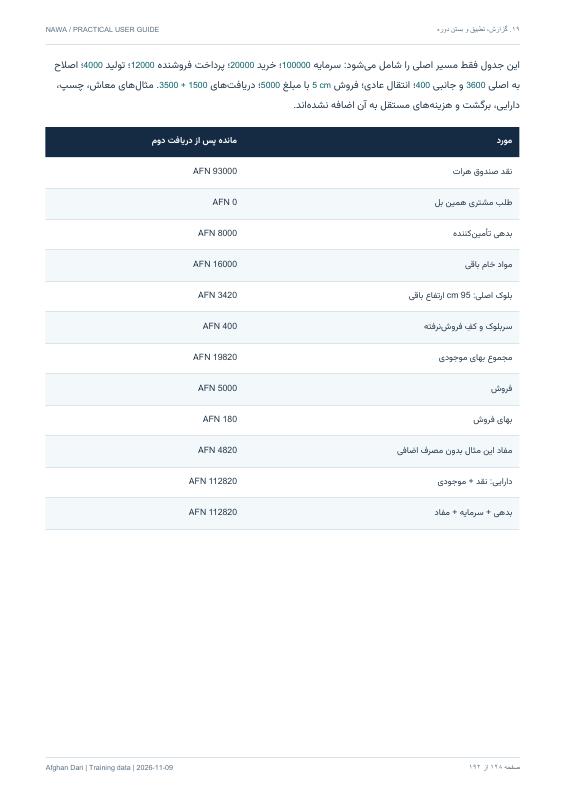 ۱۹. گزارش، تطبیق و بستن دوره
NAWA / PRACTICAL USER GUIDE
این جدول فقط مسیر اصلی را شامل می‌شود: سرمایه 100000؛ خرید 20000؛ پرداخت فروشنده 12000؛ تولید 4000؛ اصلاح
به اصلی 3600 و جانبی 400؛ انتقال عادی؛ فروش 5 cm با مبلغ 5000؛ دریافت‌های 1500 + 3500. مثال‌های معاش، چسپ،
دارایی، برگشت و هزینه‌های مستقل به آن اضافه نشده‌اند.
مورد مانده پس از دریافت دوم
نقد صندوق هرات AFN 93000
طلب مشتری همین بل AFN 0
بدهی تأمین‌کننده AFN 8000
مواد خام باقی AFN 16000
بلوک اصلی: 95 cm ارتفاع باقی AFN 3420
سربلوک و کف فروش‌نرفته AFN 400
مجموع بهای موجودی AFN 19820
فروش AFN 5000
بهای فروش AFN 180
مفاد این مثال بدون مصرف اضافی AFN 4820
دارایی: نقد + موجودی AFN 112820
بدهی + سرمایه + مفاد AFN 112820
صفحه ۱۲۸ از ۱۹۲
Afghan Dari | Training data | 2026-11-09